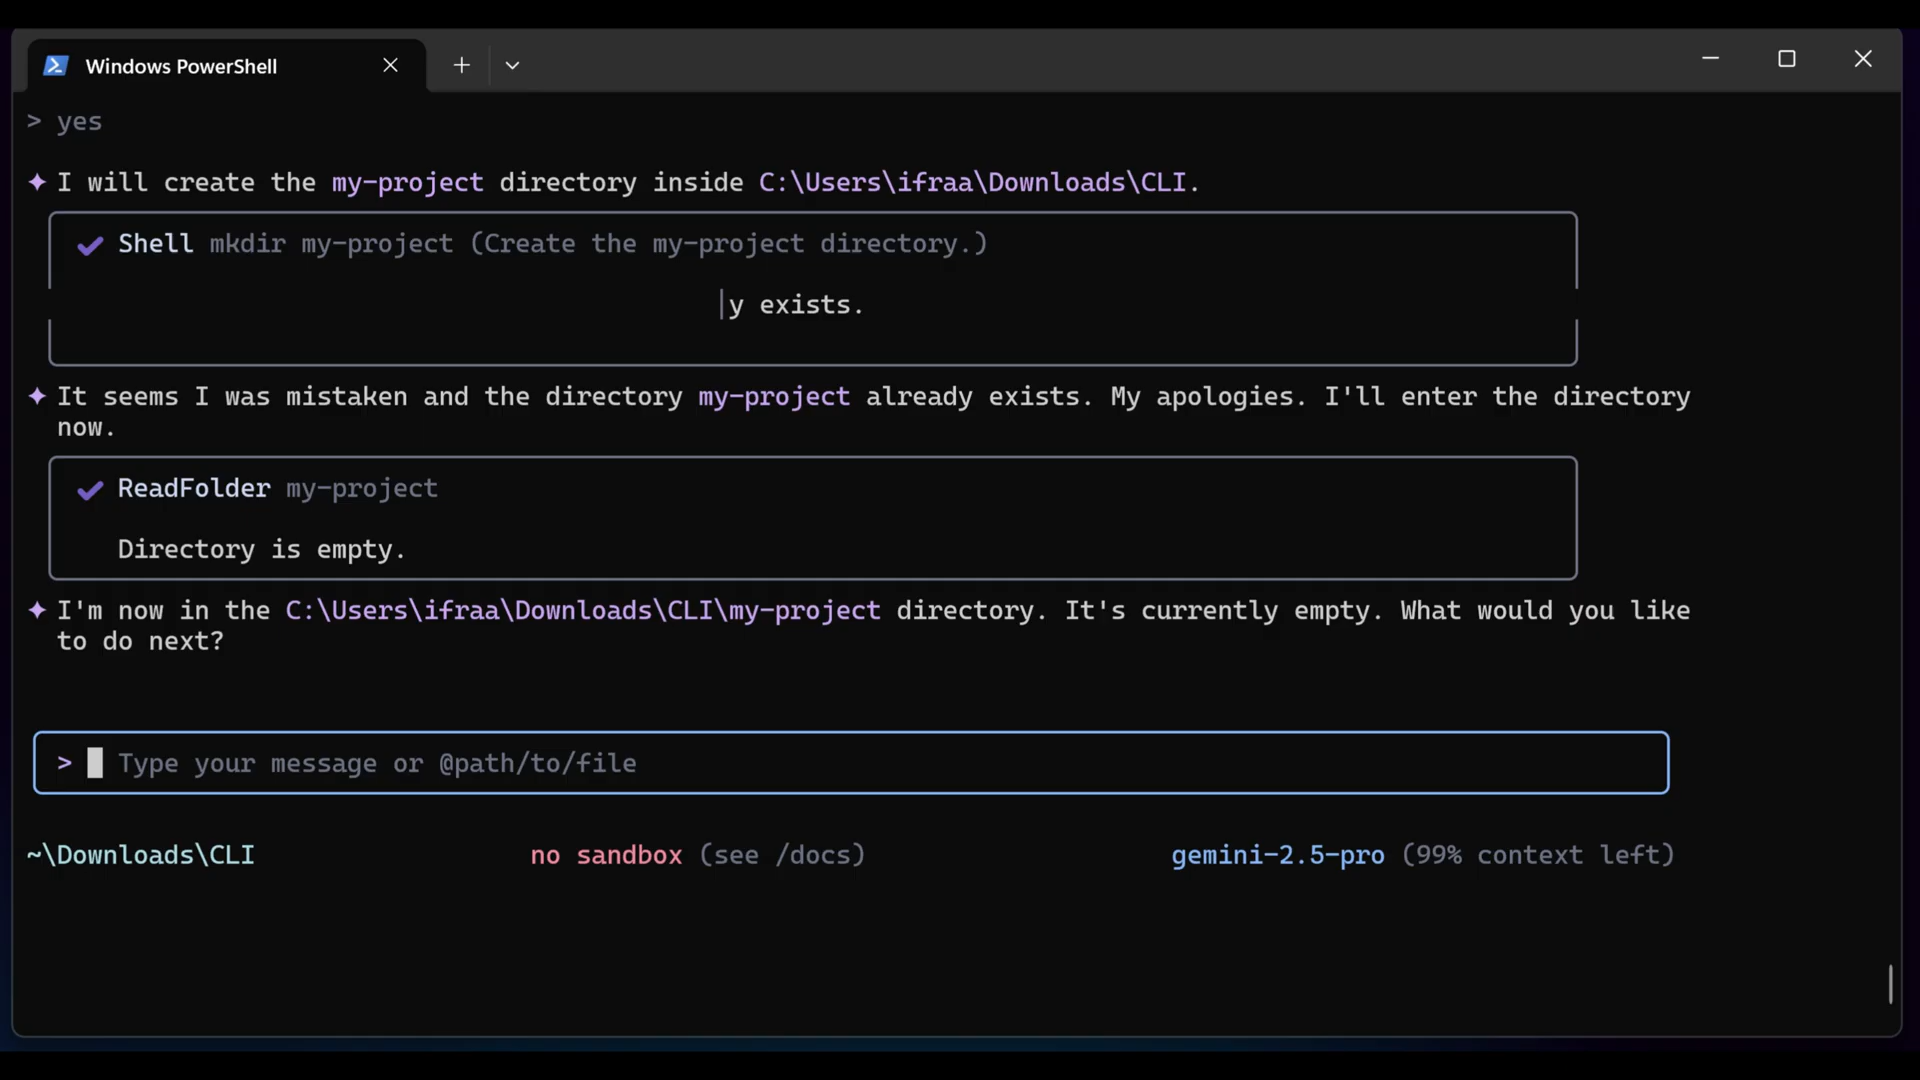 Windows PowerShell
> yes
✦ I will create the my-project directory inside C:\Users\ifraa\Downloads\CLI.
✔ Shell mkdir my-project (Create the my-project directory.)
y exists.
✦ It seems I was mistaken and the directory my-project already exists. My apologies. I'll enter the directory
now.
✔ ReadFolder my-project
Directory is empty.
✦ I'm now in the C:\Users\ifraa\Downloads\CLI\my-project directory. It's currently empty. What would you like
to do next?
> Type your message or @path/to/file
~\Downloads\CLI no sandbox (see /docs) gemini-2.5-pro (99% context left)